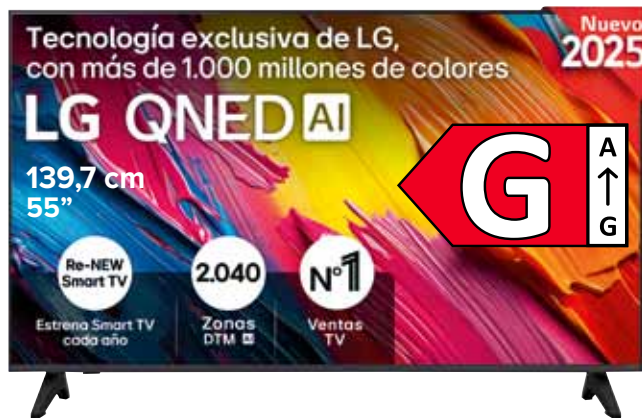 Tecnología exclusiva de LG,
con más de 1.000 millones de colores
LG QNED AI
Nuevo
2025
139,7 cm
55”
G
A
↑
G
Re-NEW
Smart TV
Estrena Smart TV
cada año
2.040
Zonas
DTM AI
Nº1
Ventas
TV